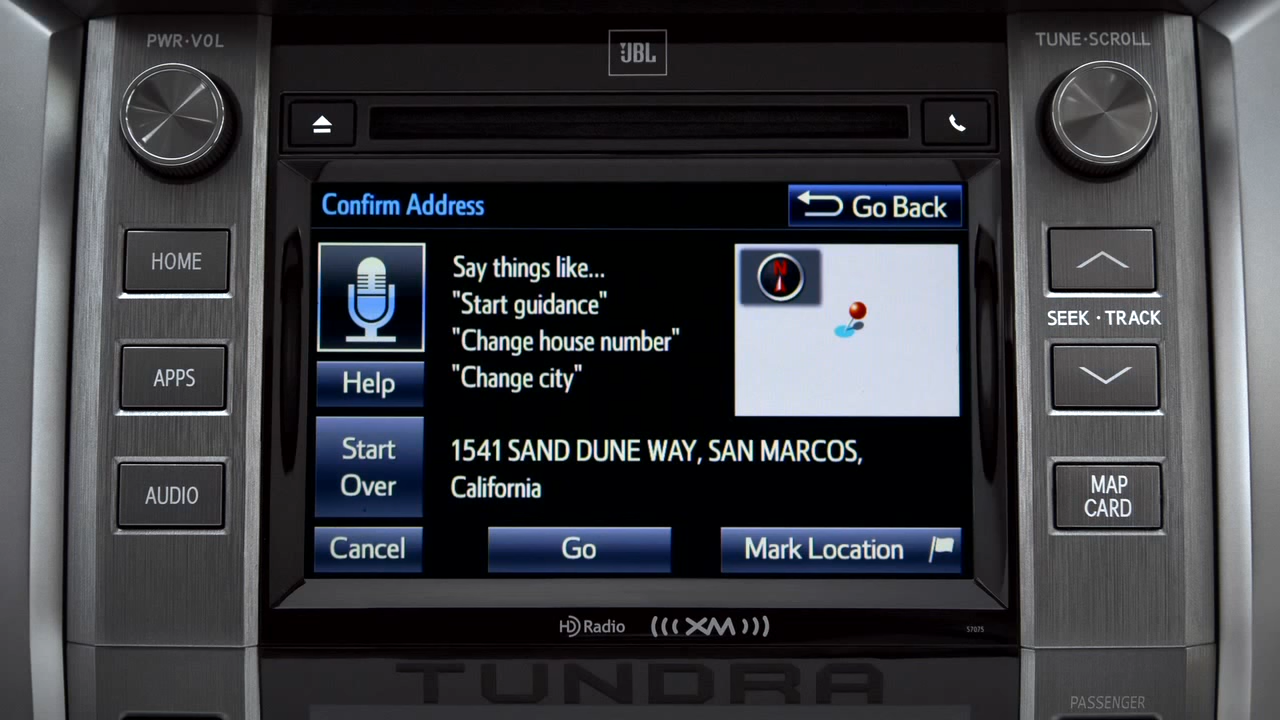 PWR·VOL
JBL
TUNE·SCROLL
Confirm Address
Go Back
HOME
APPS
AUDIO
Say things like...
"Start guidance"
"Change house number"
"Change city"
N
Help
Start
Over
1541 SAND DUNE WAY, SAN MARCOS,
California
Cancel
Go
Mark Location
SEEK · TRACK
MAP
CARD
HD Radio
((( XM )))
57075
TUNDRA
PASSENGER